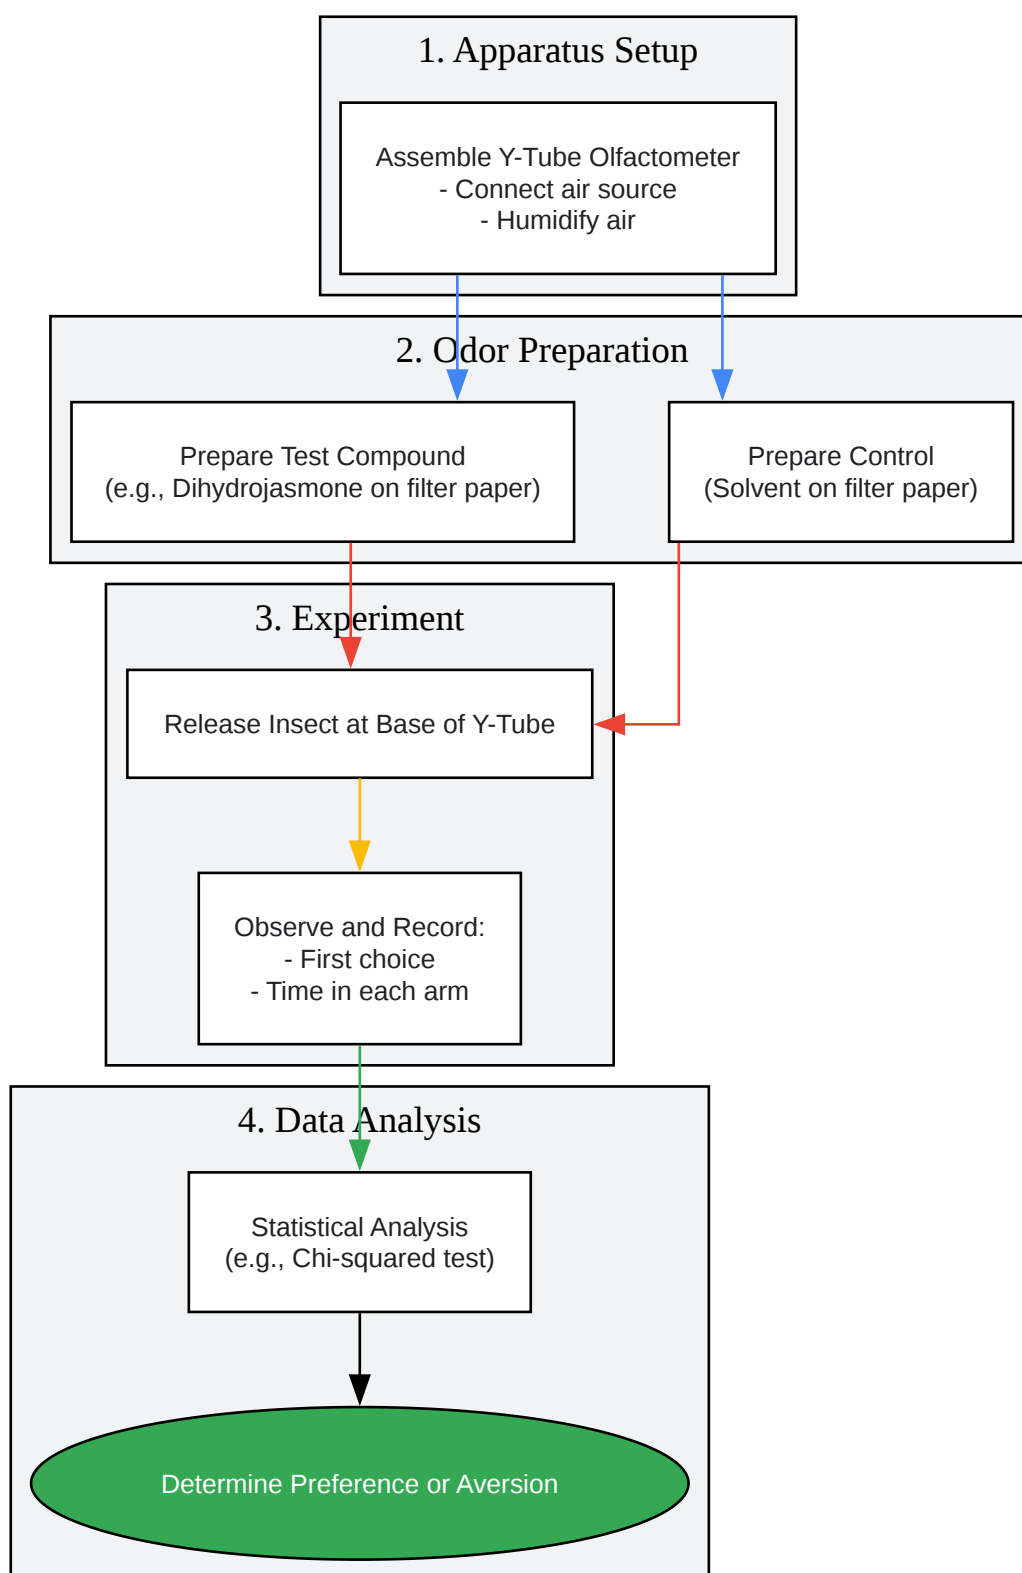 1. Apparatus Setup
Assemble Y-Tube Olfactometer
- Connect air source
- Humidify air
2. Odor Preparation
Prepare Test Compound
(e.g., Dihydrojasmone on filter paper)
Prepare Control
(Solvent on filter paper)
3. Experiment
Release Insect at Base of Y-Tube
Observe and Record:
- First choice
- Time in each arm
4. Data Analysis
Statistical Analysis
(e.g., Chi-squared test)
Determine Preference or Aversion